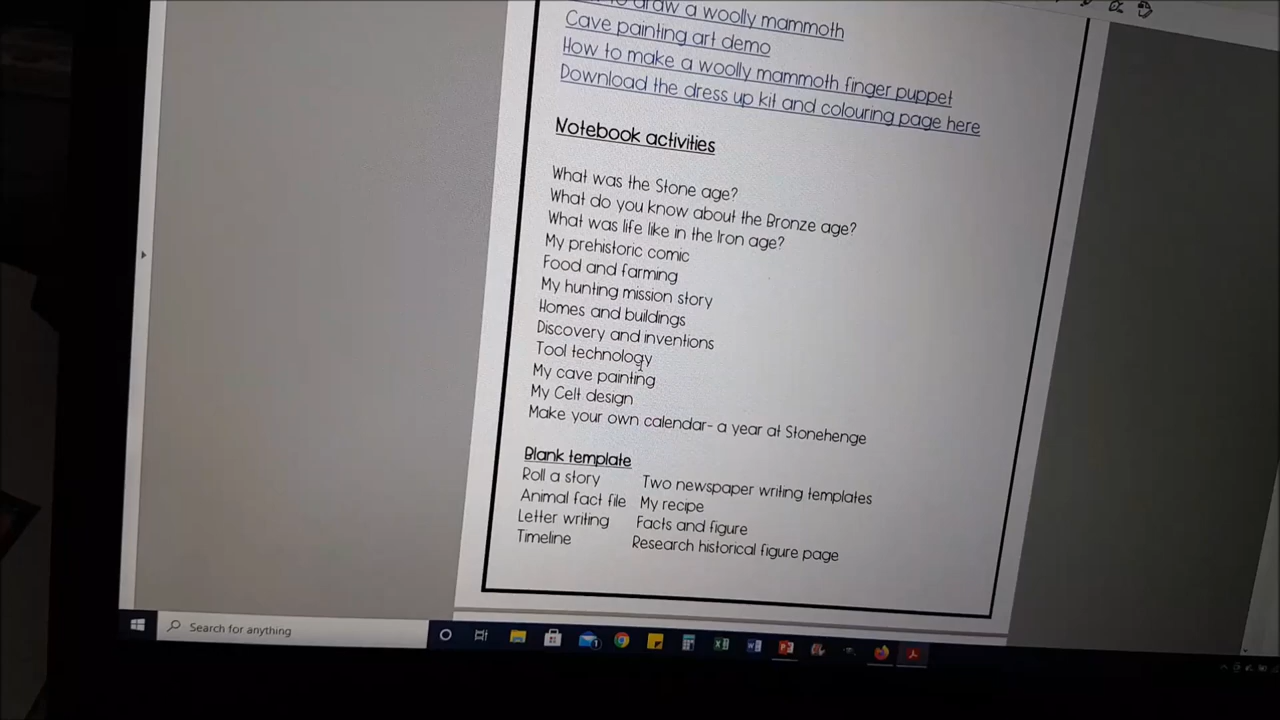 draw a woolly mammoth
Cave painting art demo
How to make a woolly mammoth finger puppet
Download the dress up kit and colouring page here
Notebook activities
What was the Stone age?
What do you know about the Bronze age?
What was life like in the Iron age?
My prehistoric comic
Food and farming
My hunting mission story
Homes and buildings
Discovery and inventions
Tool technology
My cave painting
My Celt design
Make your own calendar- a year at Stonehenge
Blank template
Roll a story Two newspaper writing templates
Animal fact file My recipe
Letter writing Facts and figure
Timeline Research historical figure page
Search for anything